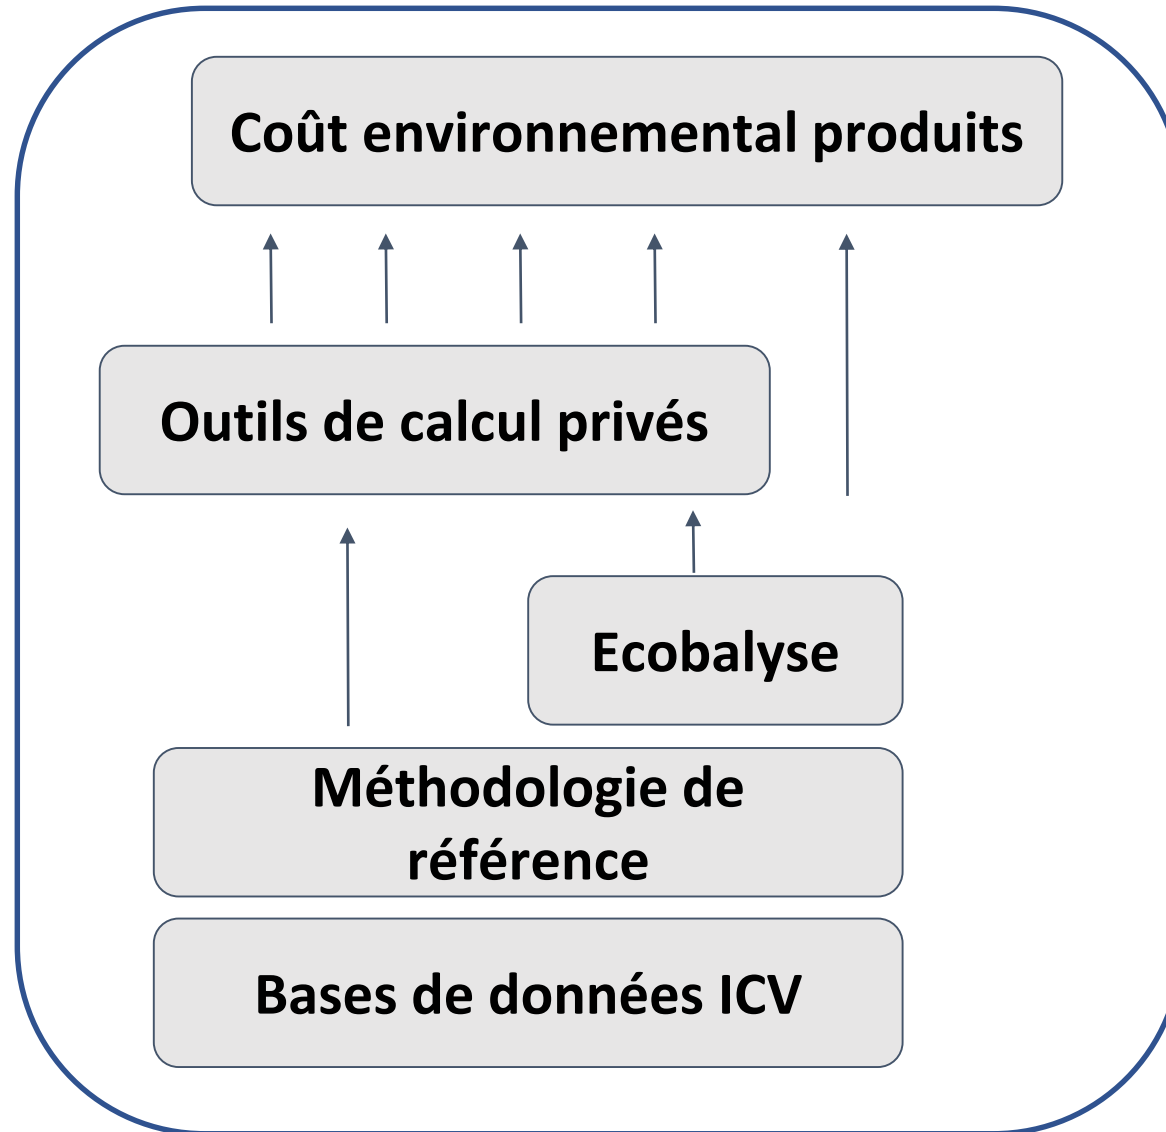 Coût environnemental produits
Outils de calcul privés
Ecobalyse
Méthodologie de
référence
Bases de données ICV